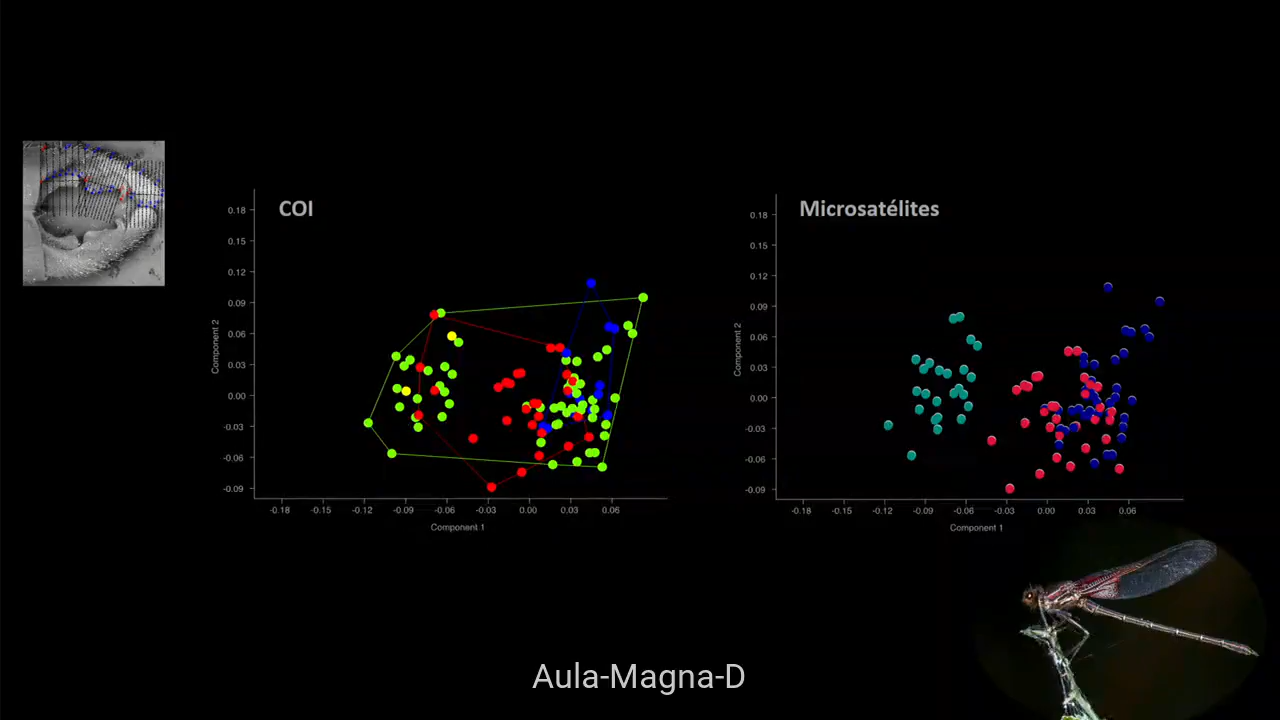 COI
0.18
0.15
0.12
0.09
0.06
0.03
0.00
-0.03
-0.06
-0.09
Component 2
-0.18 -0.15 -0.12 -0.09 -0.06 -0.03 0.00 0.03 0.06
Component 1
Microsatélites
0.18
0.15
0.12
0.09
0.06
0.03
0.00
-0.03
-0.06
-0.09
Component 2
-0.18 -0.15 -0.12 -0.09 -0.06 -0.03 0.00 0.03 0.06
Component 1
Aula-Magna-D